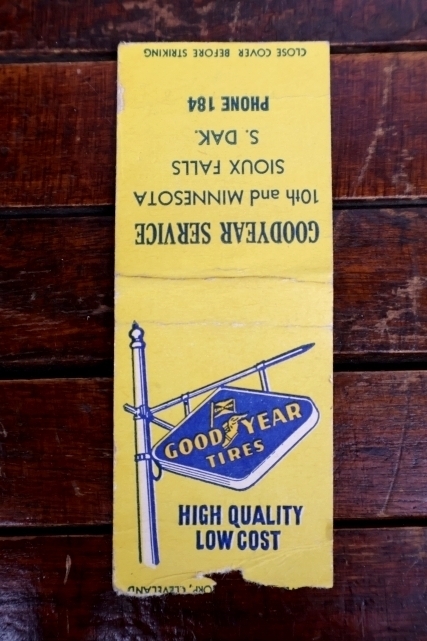 CLOSE COVER BEFORE STRIKING
GOODYEAR SERVICE
10th and MINNESOTA
SIOUX FALLS
S. DAK.
PHONE 184
GOOD YEAR
TIRES
HIGH QUALITY
LOW COST
CLEVELAND